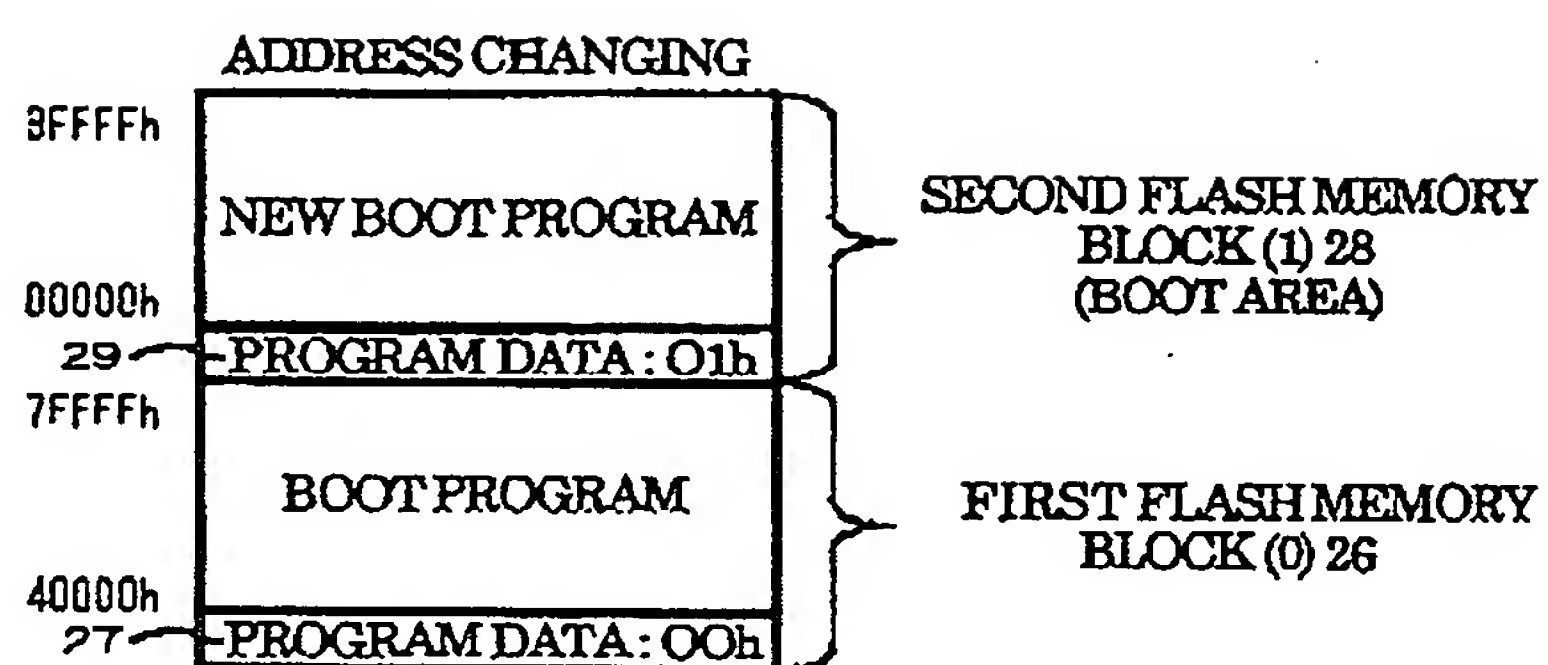 ADDRESS CHANGING
3FFFFh
NEW BOOT PROGRAM
SECOND FLASH MEMORY
BLOCK (1) 28
(BOOT AREA)
00000h
29
PROGRAM DATA : 01h
7FFFFh
BOOT PROGRAM
FIRST FLASH MEMORY
BLOCK (0) 26
40000h
27
PROGRAM DATA : 00h